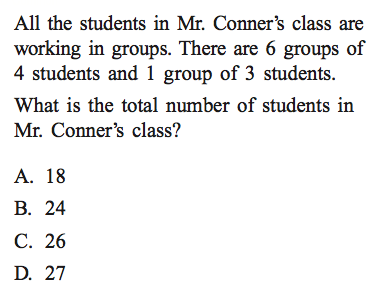 All the students in Mr. Conner’s class are
working in groups. There are 6 groups of
4 students and 1 group of 3 students.
What is the total number of students in
Mr. Conner’s class?
A. 18
B. 24
C. 26
D. 27